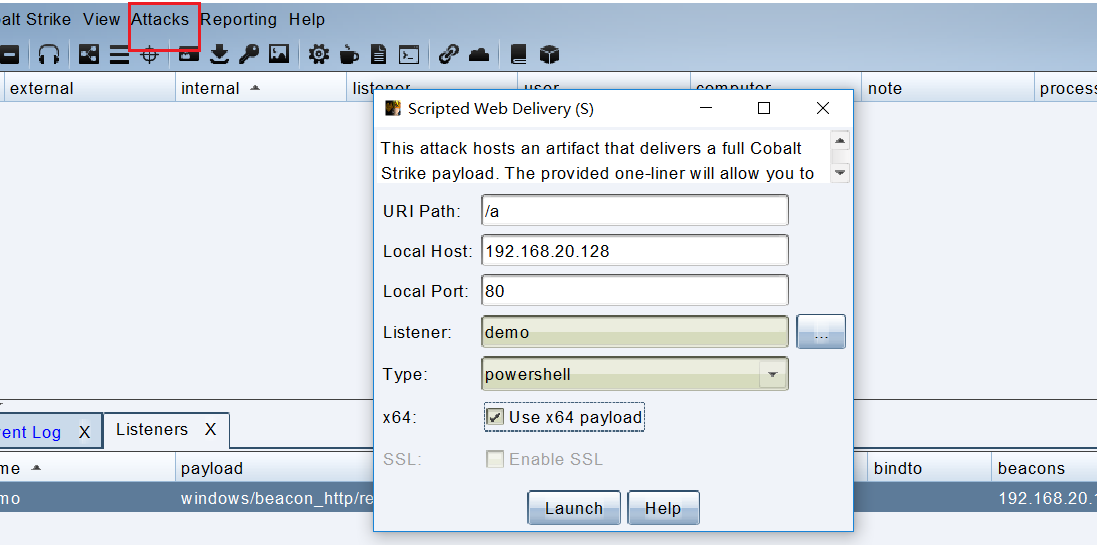 alt Strike View Attacks Reporting Help
external internal listener user computer note process
Scripted Web Delivery (S)
This attack hosts an artifact that delivers a full Cobalt
Strike payload. The provided one-liner will allow you to
URI Path: /a
Local Host: 192.168.20.128
Local Port: 80
Listener: demo ...
Type: powershell
x64: Use x64 payload
SSL: Enable SSL
Launch Help
vent Log X Listeners X
me payload bindto beacons
mo windows/beacon_http/re 192.168.20.1